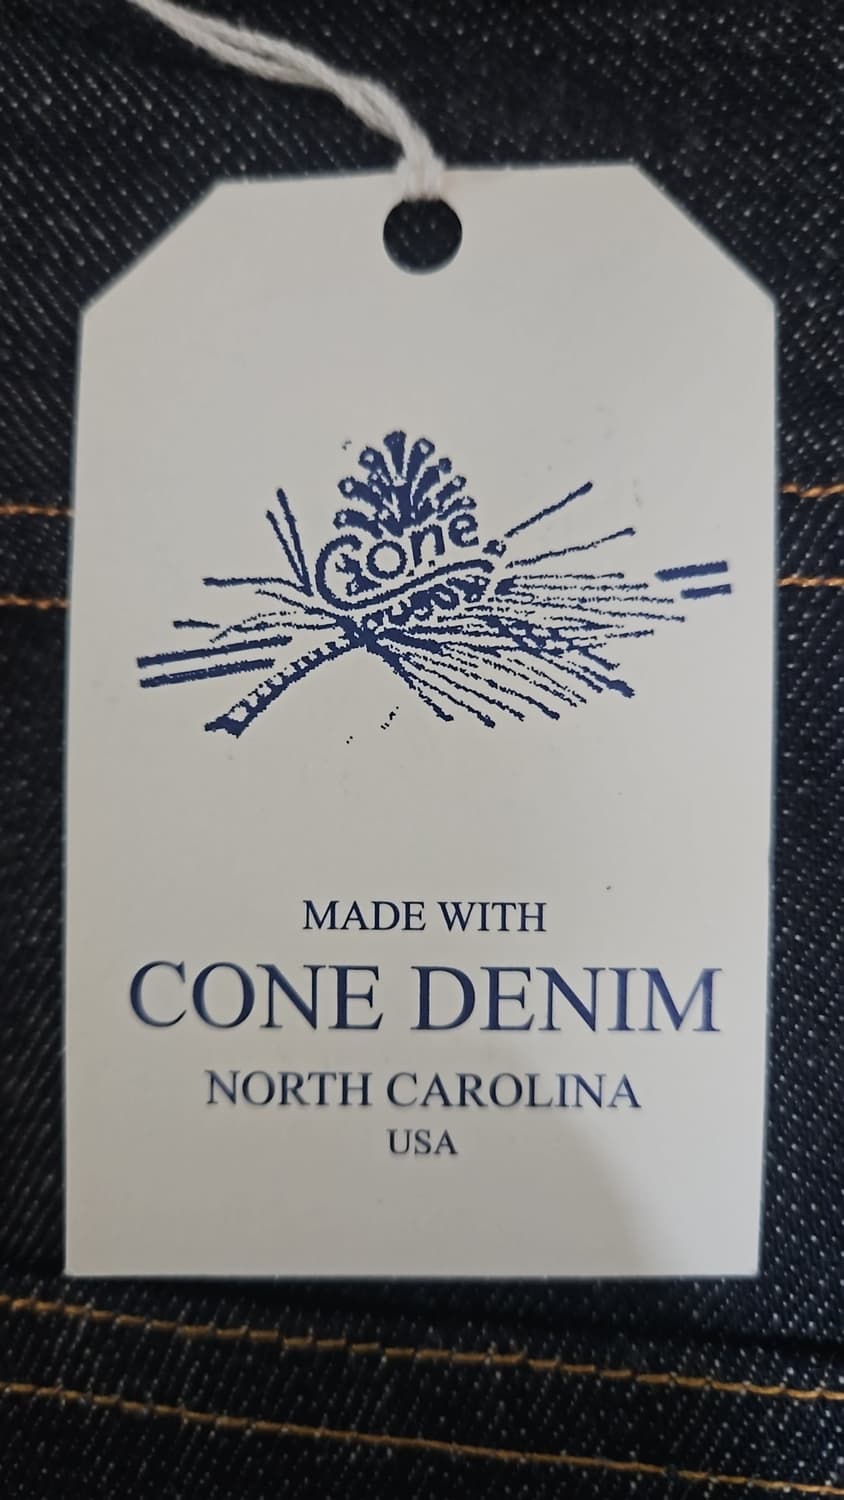 Cone
MADE WITH
CONE DENIM
NORTH CAROLINA
USA